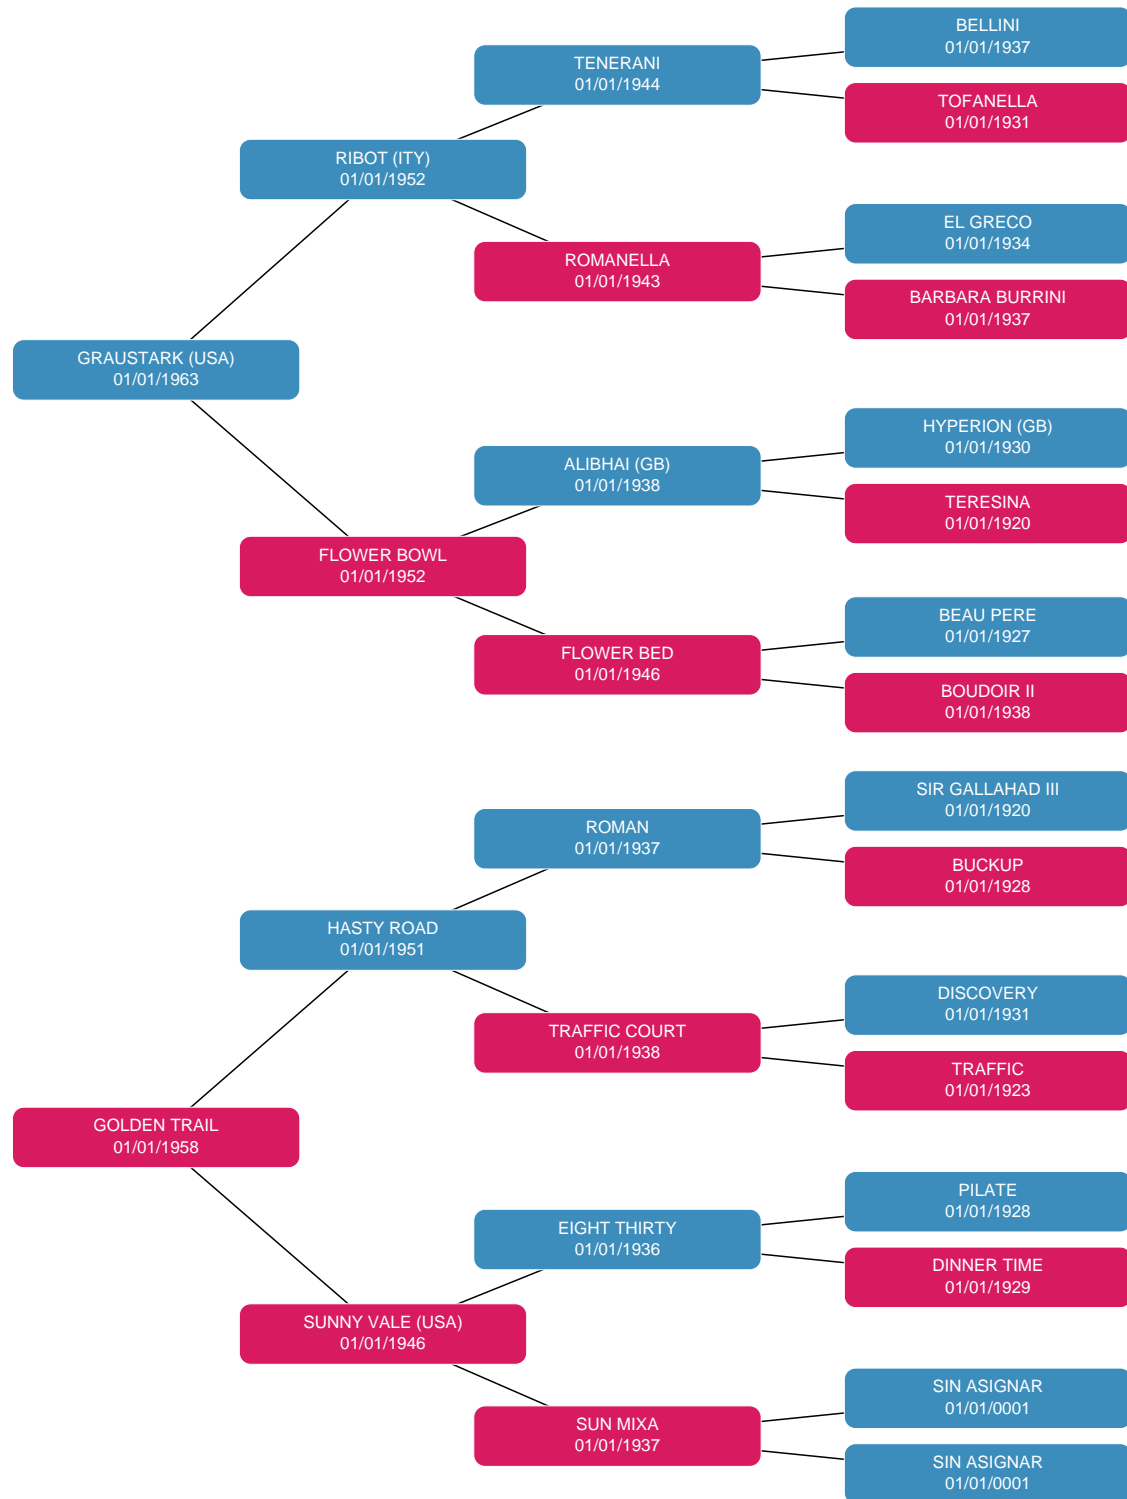 BELLINI
01/01/1937
TENERANI
01/01/1944
TOFANELLA
01/01/1931
RIBOT (ITY)
01/01/1952
EL GRECO
01/01/1934
ROMANELLA
01/01/1943
BARBARA BURRINI
01/01/1937
GRAUSTARK (USA)
01/01/1963
HYPERION (GB)
01/01/1930
ALIBHAI (GB)
01/01/1938
TERESINA
01/01/1920
FLOWER BOWL
01/01/1952
BEAU PERE
01/01/1927
FLOWER BED
01/01/1946
BOUDOIR II
01/01/1938
SIR GALLAHAD III
01/01/1920
ROMAN
01/01/1937
BUCKUP
01/01/1928
HASTY ROAD
01/01/1951
DISCOVERY
01/01/1931
TRAFFIC COURT
01/01/1938
TRAFFIC
01/01/1923
GOLDEN TRAIL
01/01/1958
PILATE
01/01/1928
EIGHT THIRTY
01/01/1936
DINNER TIME
01/01/1929
SUNNY VALE (USA)
01/01/1946
SIN ASIGNAR
01/01/0001
SUN MIXA
01/01/1937
SIN ASIGNAR
01/01/0001